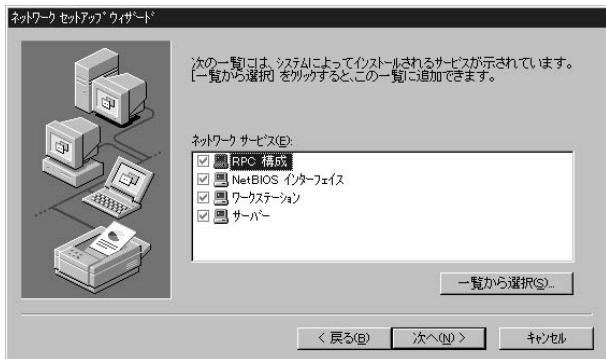 ネットワーク セットアップ ウィザード
次の一覧には、システムによってインストールされるサービスが示されています。
[一覧から選択] をクリックすると、この一覧に追加できます。
ネットワーク サービス(E):
RPC 構成
NetBIOS インターフェイス
ワークステーション
サーバー
一覧から選択(S)...
< 戻る(B)
次へ(N) >
キャンセル